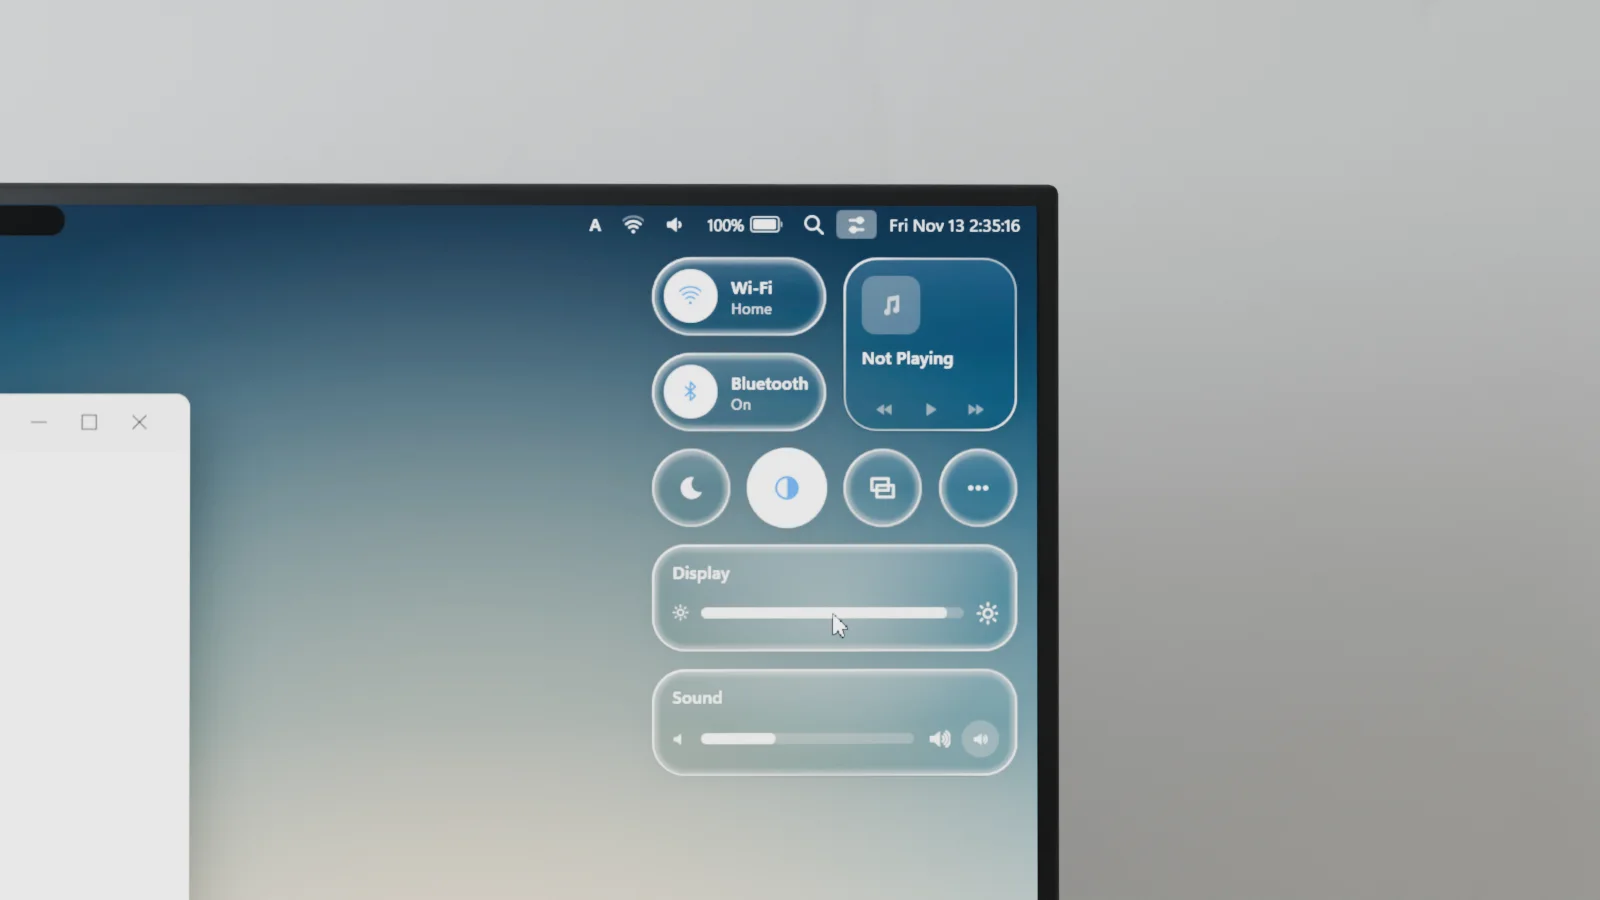 A 100% Fri Nov 13 2:35:16
Wi-Fi
Home
Not Playing
Bluetooth
On
Display
Sound